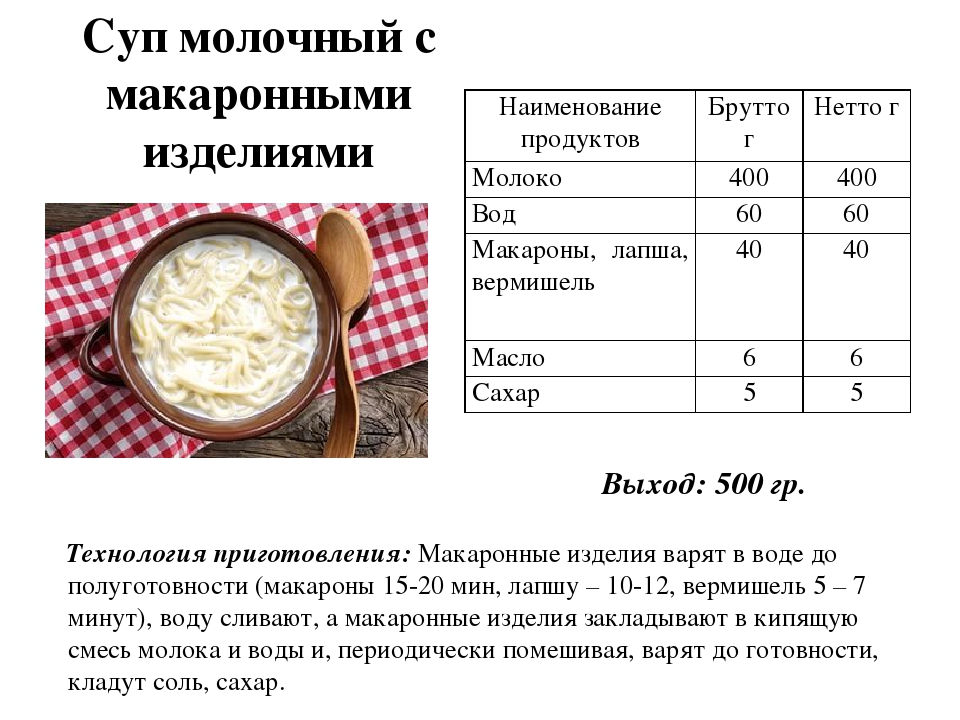 Суп молочный с
макаронными
изделиями
Наименование Брутто Нетто г
продуктов г
Молоко 400 400
Вод 60 60
Макароны, лапша, 40 40
вермишель
Масло 6 6
Сахар 5 5
Выход: 500 гр.
Технология приготовления: Макаронные изделия варят в воде до
полуготовности (макароны 15-20 мин, лапшу – 10-12, вермишель 5 – 7
минут), воду сливают, а макаронные изделия закладывают в кипящую
смесь молока и воды и, периодически помешивая, варят до готовности,
кладут соль, сахар.